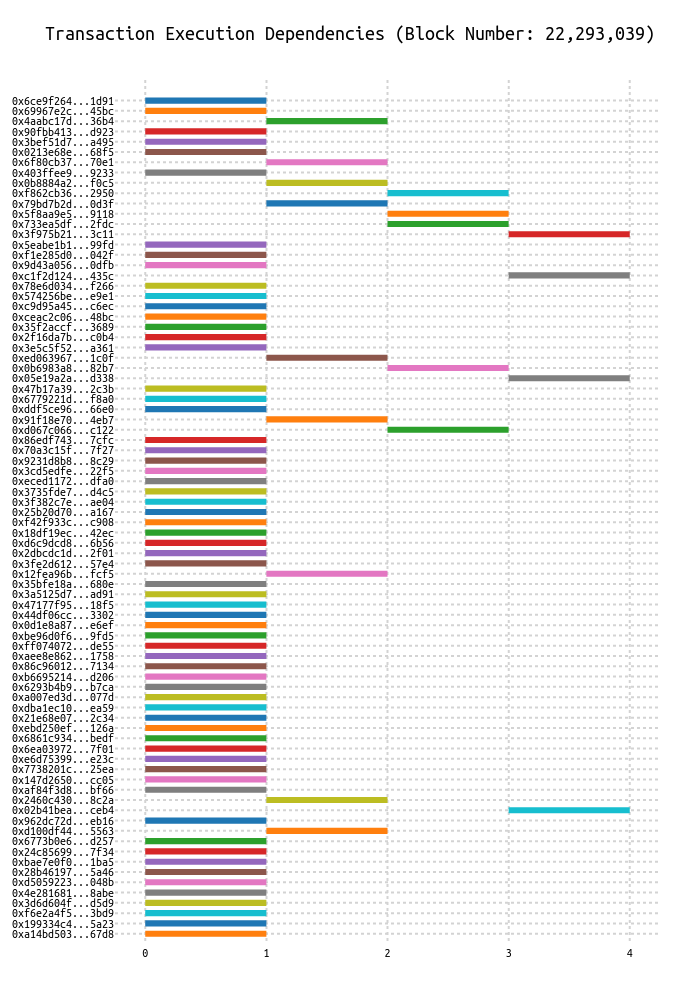 Transaction Execution Dependencies (Block Number: 22,293,039)
0x6ce9f264...1d91
0x69967e2c...45bc
0x4aabc17d...36b4
0x90fbb413...d923
0x3bef51d7...a495
0x0213e68e...68f5
0x6f80cb37...70e1
0x403ffee9...9233
0x0b8884a2...f0c5
0xf862cb36...2950
0x79bd7b2d...0d3f
0x5f8aa9e5...9118
0x733ea5df...2fdc
0x3f975b21...3c11
0x5eabe1b1...99fd
0xf1e285d0...042f
0x9d43a056...0dfb
0xc1f2d124...435c
0x78e6d034...f266
0x574256be...e9e1
0xc9d95a45...c6ec
0xceac2c06...48bc
0x35f2accf...3689
0x2f16da7b...c0b4
0x3e5c5f52...a361
0xed063967...1c0f
0x0b6983a8...82b7
0x05e19a2a...d338
0x47b17a39...2c3b
0x6779221d...f8a0
0xddf5ce96...66e0
0x91f18e70...4eb7
0xd067c066...c122
0x86edf743...7cfc
0x70a3c15f...7f27
0x9231d8b8...8c29
0x3cd5edfe...22f5
0xeced1172...dfa0
0x3735fde7...d4c5
0x3f382c7e...ae04
0x25b20d70...a167
0xf42f933c...c908
0x18df19ec...42ec
0xd6c9dcd8...6b56
0x2dbcdc1d...2f01
0x3fe2d612...57e4
0x12fea96b...fcf5
0x35bfe18a...680e
0x3a5125d7...ad91
0x47177f95...18f5
0x44df06cc...3302
0x0d1e8a87...e6ef
0xbe96d0f6...9fd5
0xff074072...de55
0xaee8e862...1758
0x86c96012...7134
0xb6695214...d206
0x6293b4b9...b7ca
0xa007ed3d...077d
0xdba1ec10...ea59
0x21e68e07...2c34
0xebd250ef...126a
0x6861c934...bedf
0x6ea03972...7f01
0xe6d75399...e23c
0x7738201c...25ea
0x147d2650...cc05
0xaf84f3d8...bf66
0x2460c430...8c2a
0x02b41bea...ceb4
0x962dc72d...eb16
0xd100df44...5563
0x6773b0e6...d257
0x24c85699...7f34
0xbae7e0f0...1ba5
0x28b46197...5a46
0xd5059223...048b
0x4e281681...8abe
0x3d6d604f...d5d9
0xf6e2a4f5...3bd9
0x199334c4...5a23
0xa14bd503...67d8
0 1 2 3 4